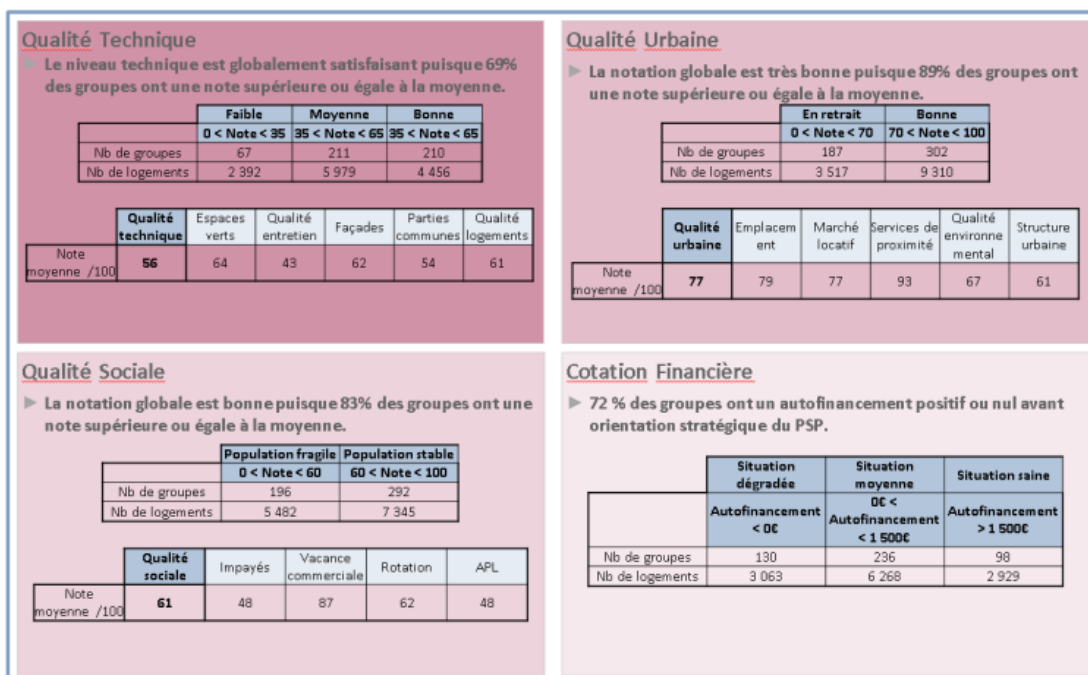 Qualité Technique
► Le niveau technique est globalement satisfaisant puisque 69%
des groupes ont une note supérieure ou égale à la moyenne.
Faible Moyenne Bonne
0 < Note < 35 35 < Note < 65 35 < Note < 65
Nb de groupes 67 211 210
Nb de logements 2 392 5 979 4 456
Qualité technique Espaces verts Qualité entretien Façades Parties communes Qualité logements
Note moyenne /100 56 64 43 62 54 61
Qualité Urbaine
► La notation globale est très bonne puisque 89% des groupes ont
une note supérieure ou égale à la moyenne.
En retrait Bonne
0 < Note < 70 70 < Note < 100
Nb de groupes 187 302
Nb de logements 3 517 9 310
Qualité urbaine Emplacem ent Marché locatif Services de proximité Qualité environne mental Structure urbaine
Note moyenne /100 77 79 77 93 67 61
Qualité Sociale
► La notation globale est bonne puisque 83% des groupes ont une
note supérieure ou égale à la moyenne.
Population fragile Population stable
0 < Note < 60 60 < Note < 100
Nb de groupes 196 292
Nb de logements 5 482 7 345
Qualité sociale Impayés Vacance commerciale Rotation APL
Note moyenne /100 61 48 87 62 48
Cotation Financière
► 72 % des groupes ont un autofinancement positif ou nul avant
orientation stratégique du PSP.
Situation dégradée Situation moyenne Situation saine
Autofinancement < 0€ 0€ < Autofinancement < 1 500€ Autofinancement > 1 500€
Nb de groupes 130 236 98
Nb de logements 3 063 6 268 2 929